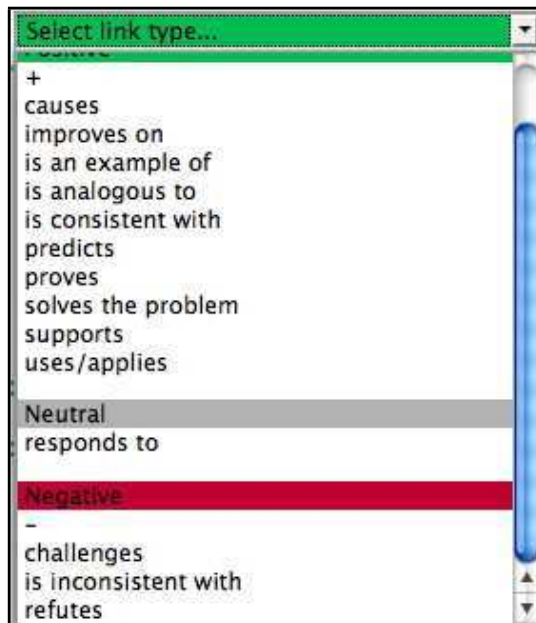 Select link type...
Positive
+
causes
improves on
is an example of
is analogous to
is consistent with
predicts
proves
solves the problem
supports
uses/applies
Neutral
responds to
Negative
-
challenges
is inconsistent with
refutes